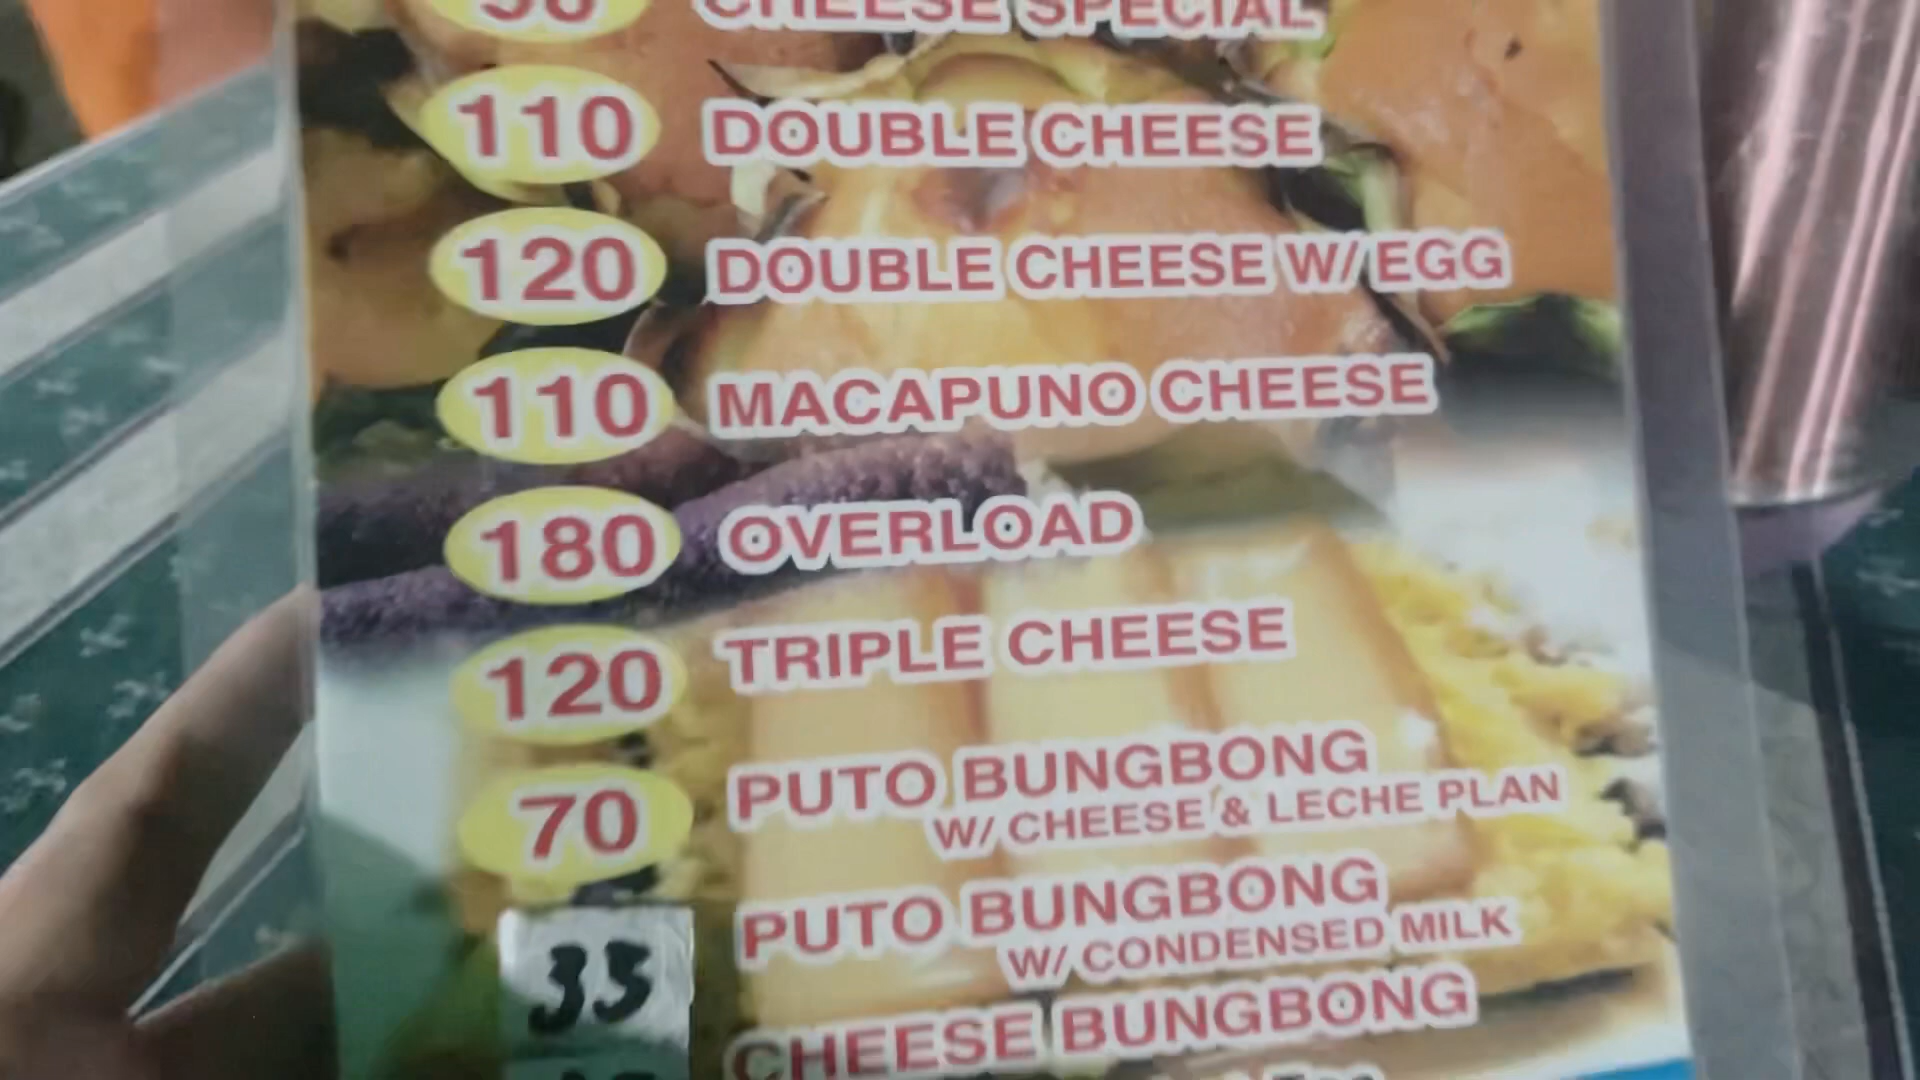 CHEESE SPECIAL
110 DOUBLE CHEESE
120 DOUBLE CHEESE W/ EGG
110 MACAPUNO CHEESE
180 OVERLOAD
120 TRIPLE CHEESE
70 PUTO BUNGBONG
W/ CHEESE & LECHE PLAN
35 PUTO BUNGBONG
W/ CONDENSED MILK
CHEESE BUNGBONG